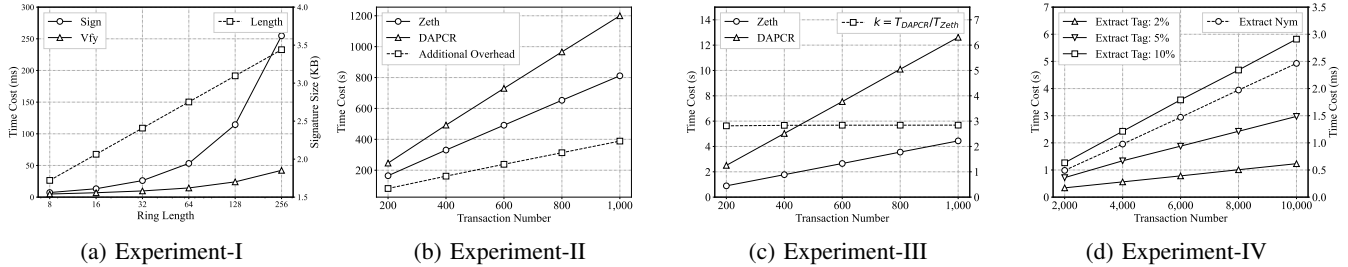 Sign
Vfy
Length
Time Cost (ms)
300
250
200
150
100
50
0
8
16
32
64
128
256
Ring Length
4.0
3.5
3.0
2.5
2.0
1.5
Signature Size (KB)
(a) Experiment-I
Zeth
DAPCR
Additional Overhead
Time Cost (s)
1200
1000
800
600
400
200
200
400
600
800
1,000
Transaction Number
(b) Experiment-II
Zeth
DAPCR
k = T_DAPCR/T_Zeth
Time Cost (s)
14
12
10
8
6
4
2
0
200
400
600
800
1,000
Transaction Number
7
6
5
4
3
2
1
0
(c) Experiment-III
Extract Tag: 2%
Extract Tag: 5%
Extract Tag: 10%
Extract Nym
Time Cost (s)
7
6
5
4
3
2
1
0
2,000
4,000
6,000
8,000
10,000
Transaction Number
3.5
3.0
2.5
2.0
1.5
1.0
0.5
0.0
Time Cost (ms)
(d) Experiment-IV